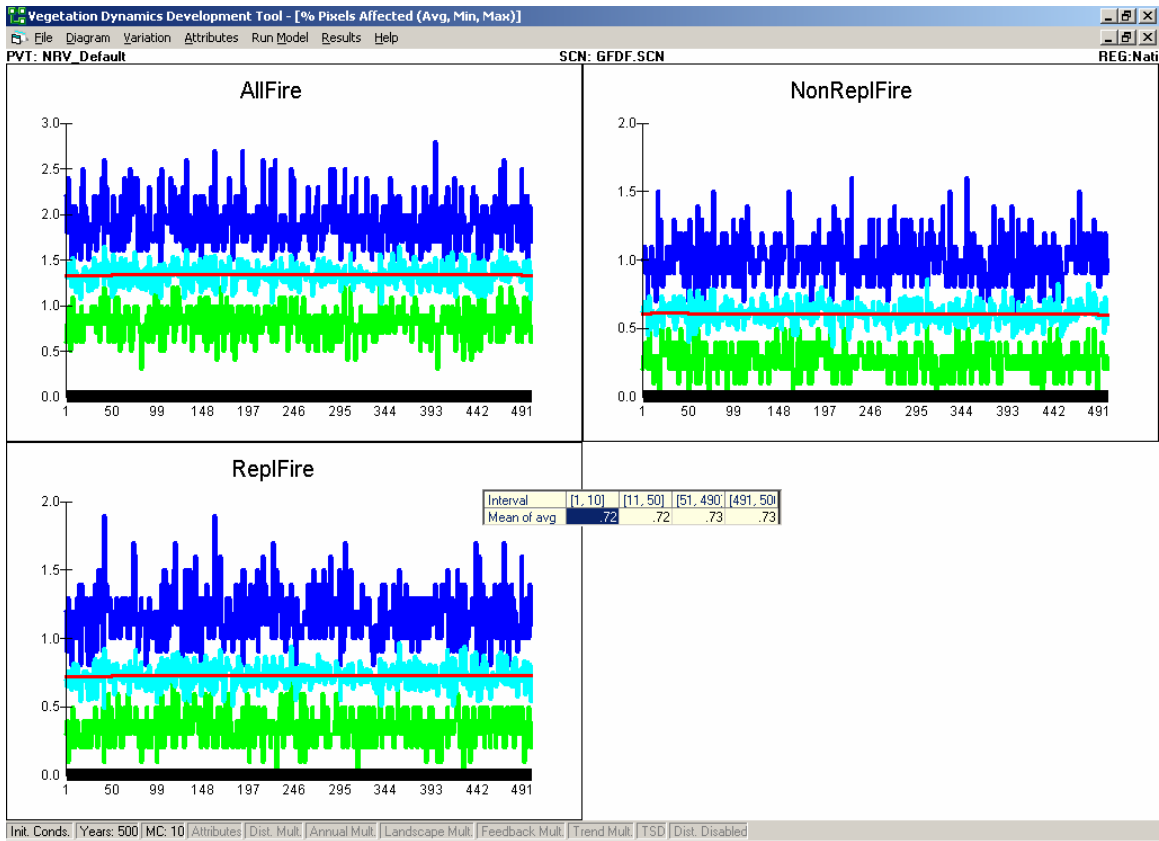 Vegetation Dynamics Development Tool - [% Pixels Affected (Avg, Min, Max)]
File Diagram Variation Attributes Run Model Results Help
PVT: NRV_Default SCN: GFDF.SCN REG:Nati
AllFire
3.0
2.5
2.0
1.5
1.0
0.5
0.0
1 50 99 148 197 246 295 344 393 442 491
NonReplFire
2.0
1.5
1.0
0.5
0.0
1 50 99 148 197 246 295 344 393 442 491
ReplFire
2.0
1.5
1.0
0.5
0.0
1 50 99 148 197 246 295 344 393 442 491
Interval [1, 10] [11, 50] [51, 490] [491, 50
Mean of avg .72 .72 .73 .73
Init. Conds. Years: 500 MC: 10 Attributes Dist. Mult. Annual Mult. Landscape Mult. Feedback Mult. Trend Mult. TSD Dist. Disabled